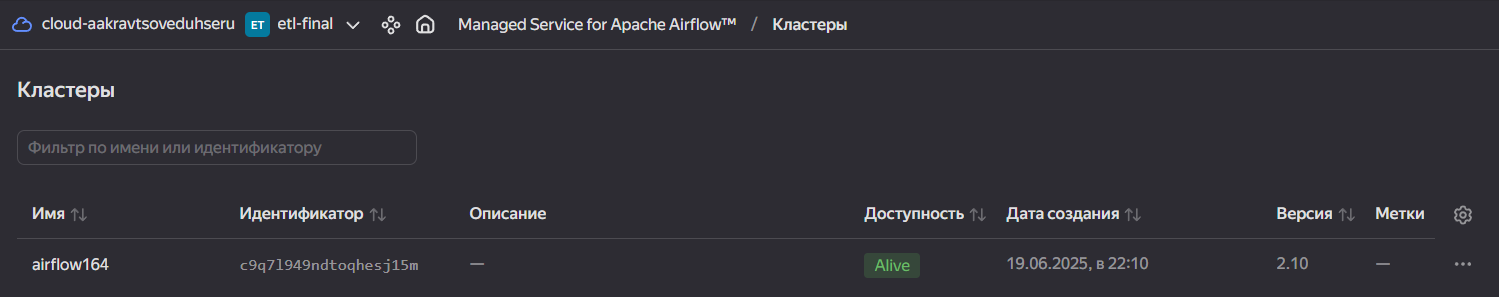 cloud-aakravtsoveduhseru ET etl-final Managed Service for Apache Airflow™ / Кластеры
Кластеры
Фильтр по имени или идентификатору
Имя Идентификатор Описание Доступность Дата создания Версия Метки
airflow164 c9q7l949ndtoqhesj15m — Alive 19.06.2025, в 22:10 2.10 —